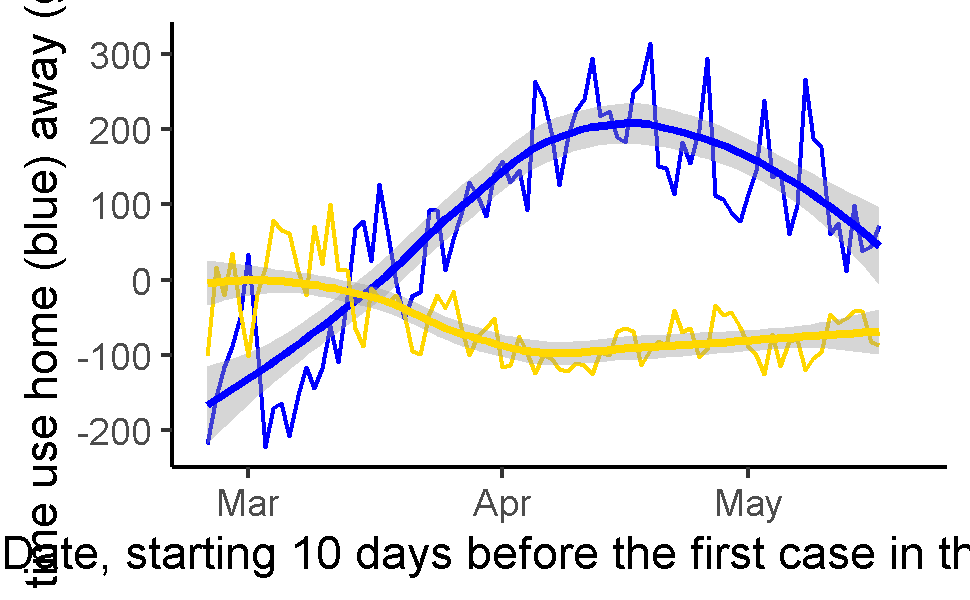 time use home (blue) away (
300
200
100
0
-100
-200
Mar Apr May
Date, starting 10 days before the first case in th